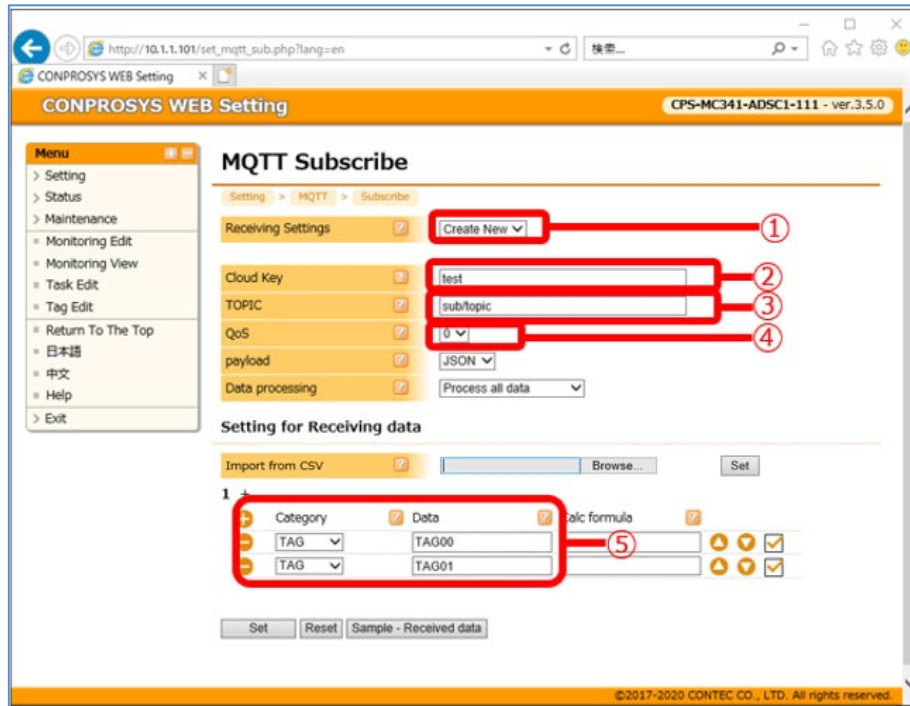 http://10.1.1.101/set_mqtt_sub.php?lang=en
検索...
CONPROSYS WEB Setting
CONPROSYS WEB Setting
CPS-MC341-ADSC1-111 - ver.3.5.0
Menu
> Setting
> Status
> Maintenance
Monitoring Edit
Monitoring View
Task Edit
Tag Edit
Return To The Top
日本語
中文
Help
> Exit
MQTT Subscribe
Setting > MQTT > Subscribe
Receiving Settings ? Create New ①
Cloud Key ? test ②
TOPIC ? sub/topic ③
QoS ? 0 ④
payload ? JSON
Data processing ? Process all data
Setting for Receiving data
Import from CSV ? Browse... Set
1 +
Category ? Data ? Calc formula ?
TAG TAG00
⑤
TAG TAG01
Set Reset Sample - Received data
©2017-2020 CONTEC CO., LTD. All rights reserved.